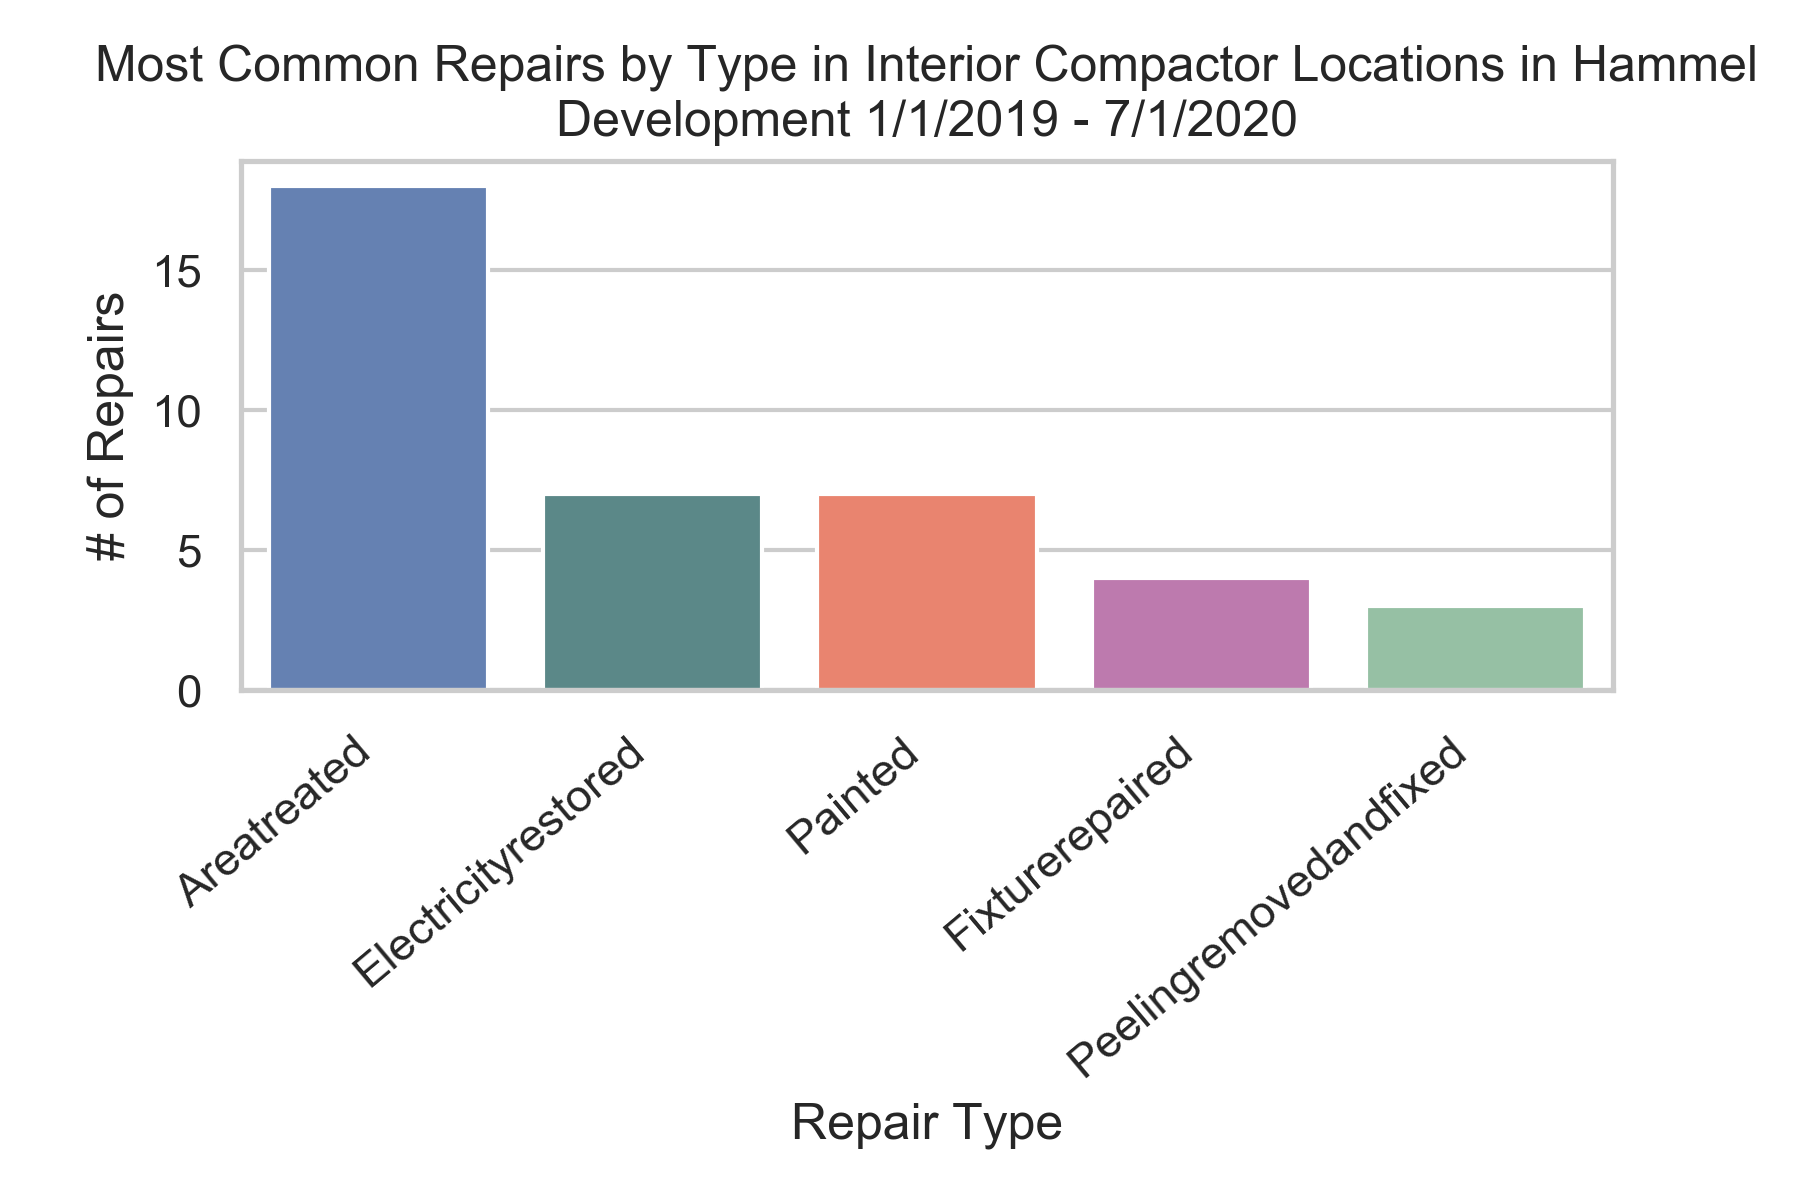 Most Common Repairs by Type in Interior Compactor Locations in Hammel
Development 1/1/2019 - 7/1/2020
# of Repairs
15
10
5
0
Areatreated
Electricityrestored
Painted
Fixturerepaired
Peelingremovedandfixed
Repair Type